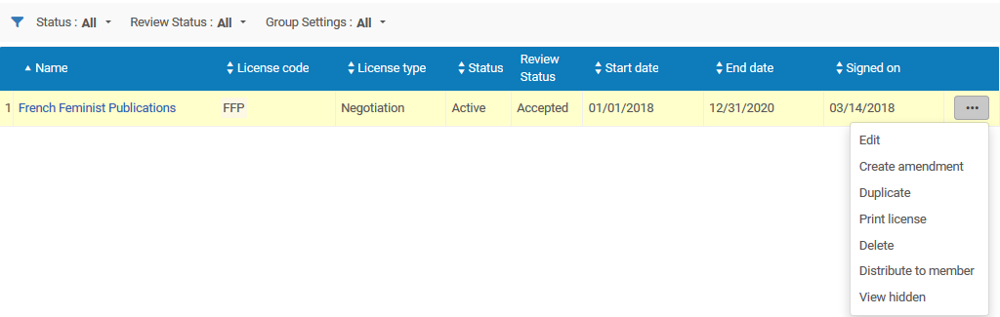 Status : All Review Status : All Group Settings : All
Name License code License type Status Review Status Start date End date Signed on
1 French Feminist Publications FFP Negotiation Active Accepted 01/01/2018 12/31/2020 03/14/2018
Edit
Create amendment
Duplicate
Print license
Delete
Distribute to member
View hidden